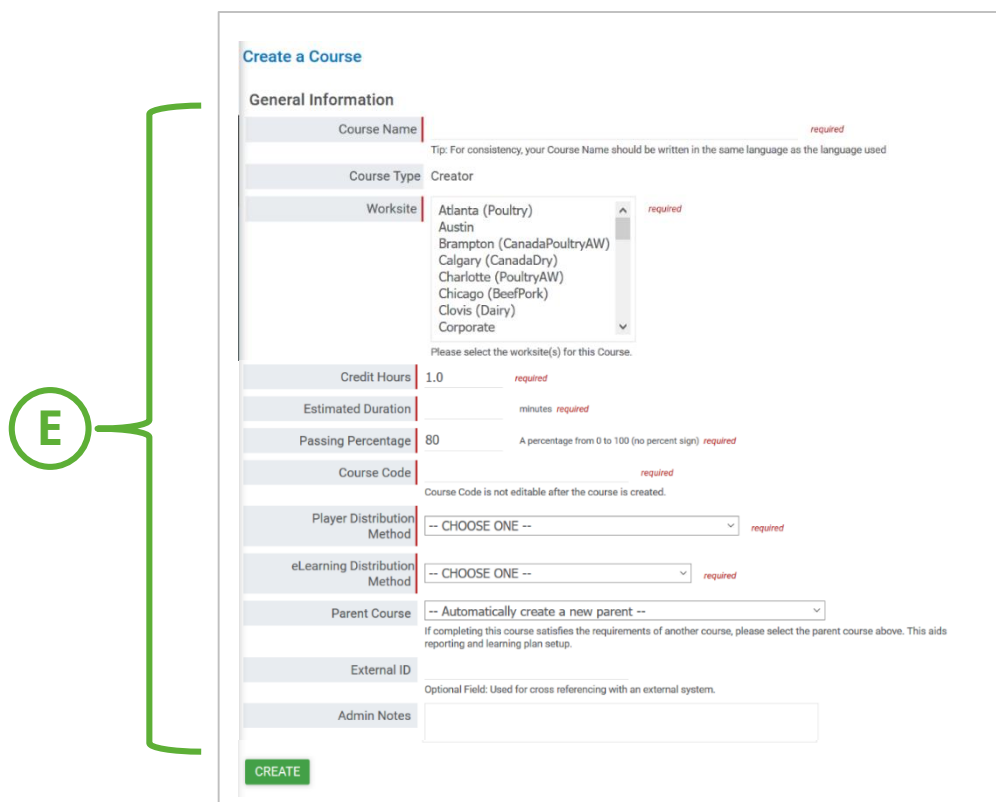 Create a Course
General Information
Course Name required
Tip: For consistency, your Course Name should be written in the same language as the language used
Course Type Creator
Worksite Atlanta (Poultry) required
Austin
Brampton (CanadaPoultryAW)
Calgary (CanadaDry)
Charlotte (PoultryAW)
Chicago (BeefPork)
Clovis (Dairy)
Corporate
Please select the worksite(s) for this Course.
Credit Hours 1.0 required
Estimated Duration minutes required
E
Passing Percentage 80 A percentage from 0 to 100 (no percent sign) required
Course Code required
Course Code is not editable after the course is created.
Player Distribution
Method -- CHOOSE ONE -- required
eLearning Distribution
Method -- CHOOSE ONE -- required
Parent Course -- Automatically create a new parent --
If completing this course satisfies the requirements of another course, please select the parent course above. This aids
reporting and learning plan setup.
External ID
Optional Field: Used for cross referencing with an external system.
Admin Notes
CREATE